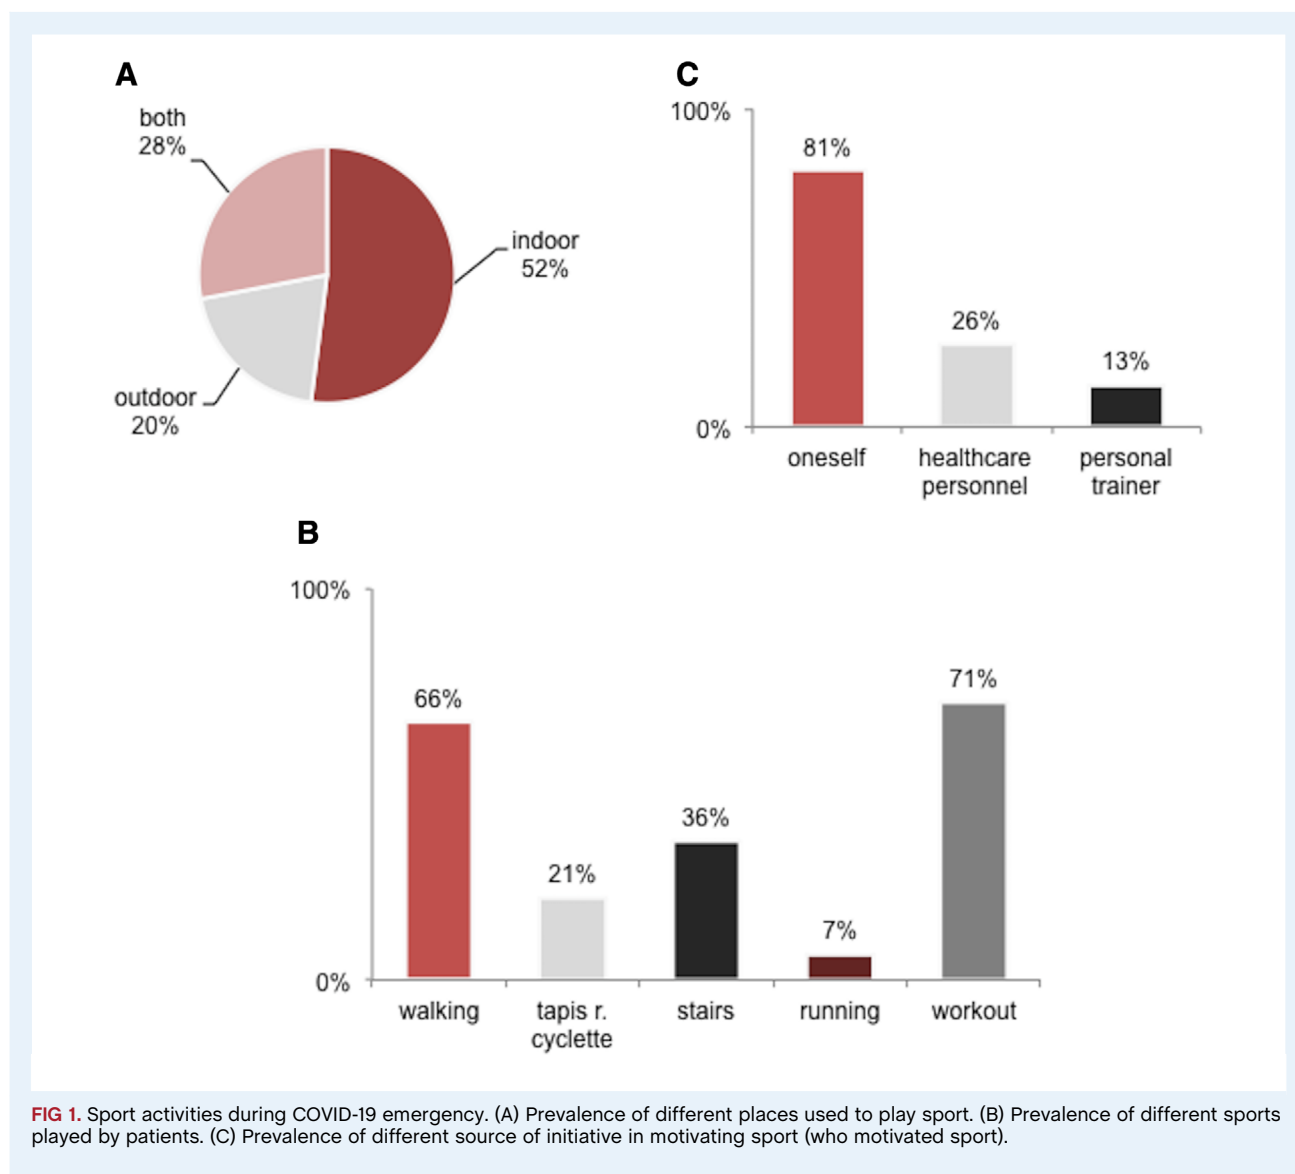 A
both
28%
indoor
52%
outdoor
20%
C
100%
81%
26%
13%
0%
oneself
healthcare
personnel
personal
trainer
B
100%
66%
21%
36%
7%
71%
0%
walking
tapis r.
cyclette
stairs
running
workout
FIG 1. Sport activities during COVID-19 emergency. (A) Prevalence of different places used to play sport. (B) Prevalence of different sports
played by patients. (C) Prevalence of different source of initiative in motivating sport (who motivated sport).